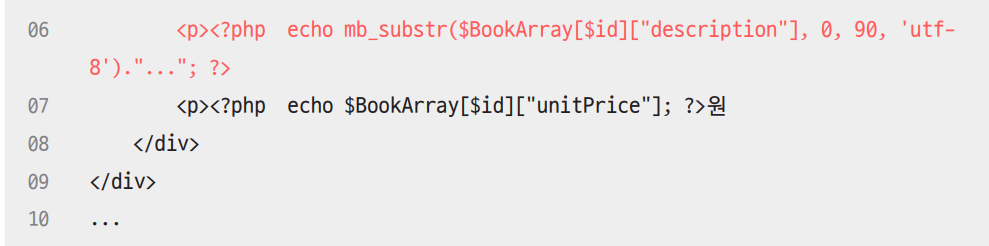 06 <p><?php echo mb_substr($BookArray[$id]["description"], 0, 90, 'utf-
8')."..."; ?>
07 <p><?php echo $BookArray[$id]["unitPrice"]; ?>원
08 </div>
09 </div>
10 ...